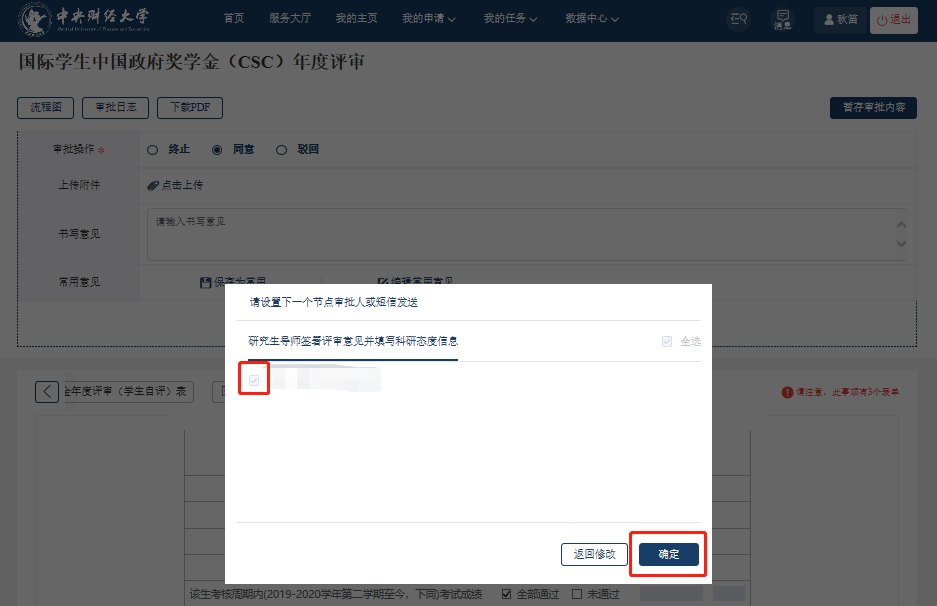 中央财经大学
Central University of Finance and Economics
首页 服务大厅 我的主页 我的申请 我的任务 数据中心 消息 秋笛 退出
国际学生中国政府奖学金（CSC）年度评审
流程图 审批日志 下载PDF 暂存审批内容
审批操作 * 终止 同意 驳回
上传附件 点击上传
书写意见 请输入书写意见
常用意见 保存为常用 编辑常用意见
请设置下一个节点审批人或短信发送
研究生导师签署评审意见并填写科研态度信息 全选
年度评审（学生自评）表 请注意，此事项有3个表单
返回修改 确定
该生考核周期内(2019-2020学年第二学期至今，下同)考试成绩 全部通过 未通过